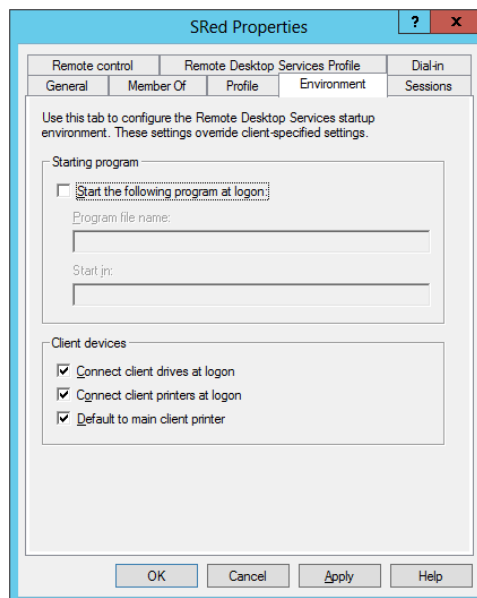 SRed Properties
? x
Remote control Remote Desktop Services Profile Dial-in
General Member Of Profile Environment Sessions
Use this tab to configure the Remote Desktop Services startup
environment. These settings override client-specified settings.
Starting program
Start the following program at logon:
Program file name:
Start in:
Client devices
Connect client drives at logon
Connect client printers at logon
Default to main client printer
OK Cancel Apply Help